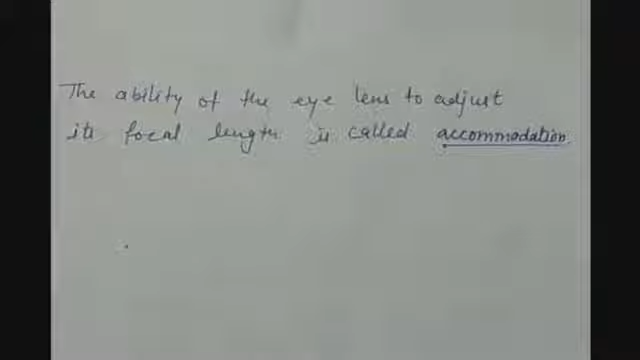 The ability of the eye lens to adjust
its focal length is called accommodation.